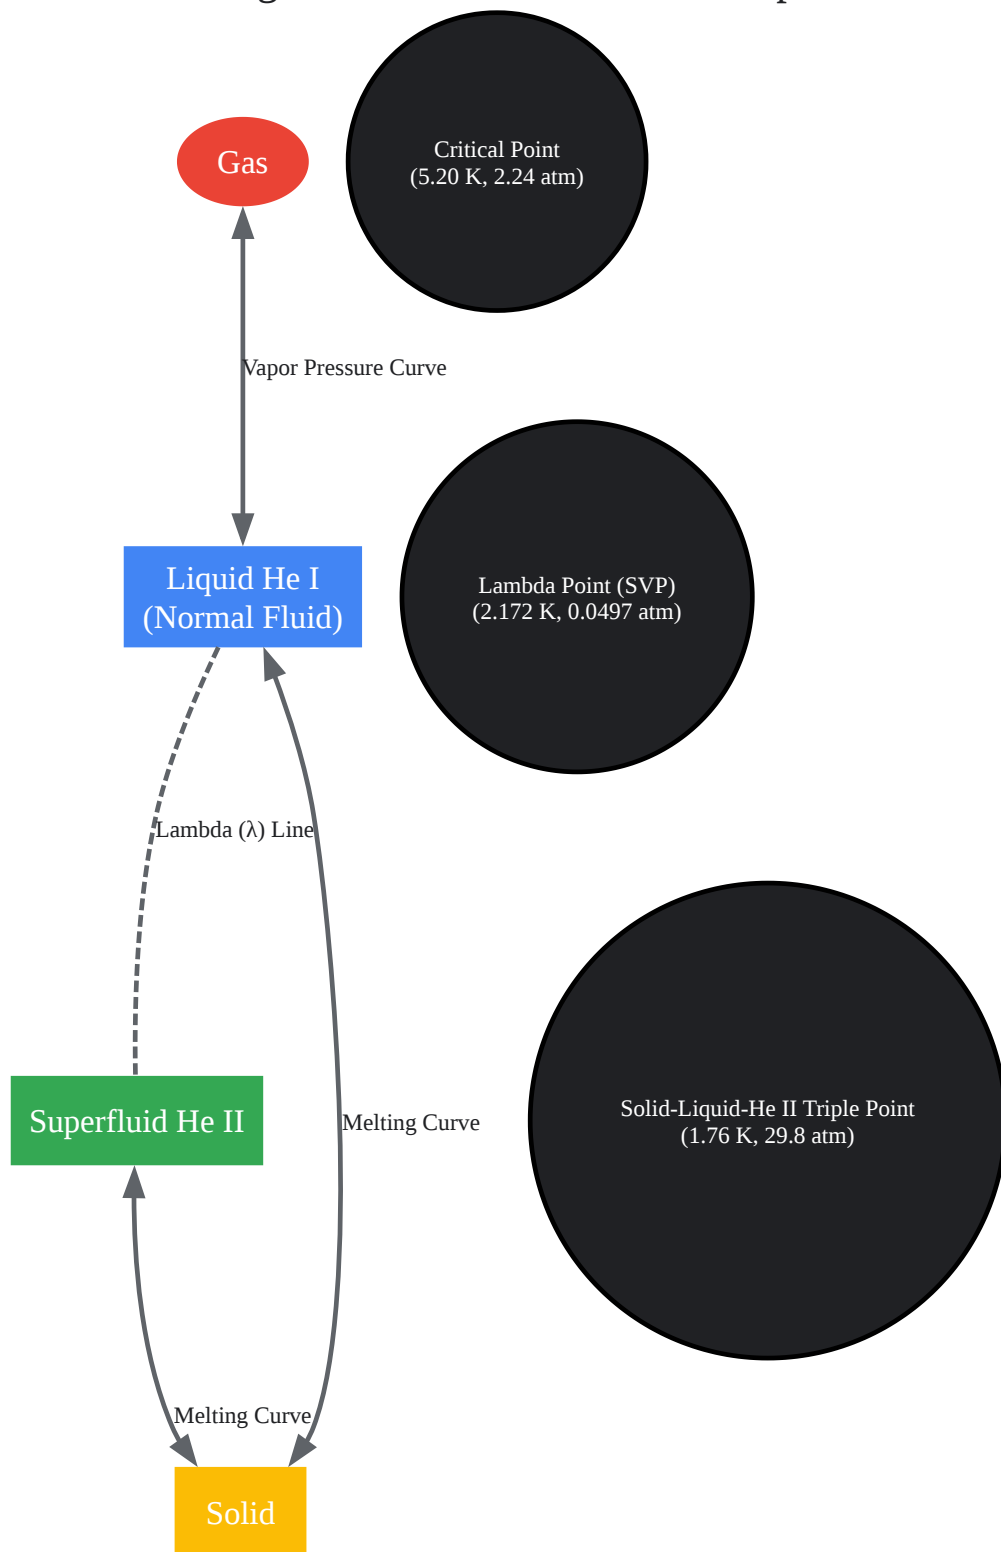 Gas
Critical Point
(5.20 K, 2.24 atm)
Vapor Pressure Curve
Liquid He I
(Normal Fluid)
Lambda Point (SVP)
(2.172 K, 0.0497 atm)
Lambda (λ) Line
Superfluid He II
Melting Curve
Solid-Liquid-He II Triple Point
(1.76 K, 29.8 atm)
Melting Curve
Solid